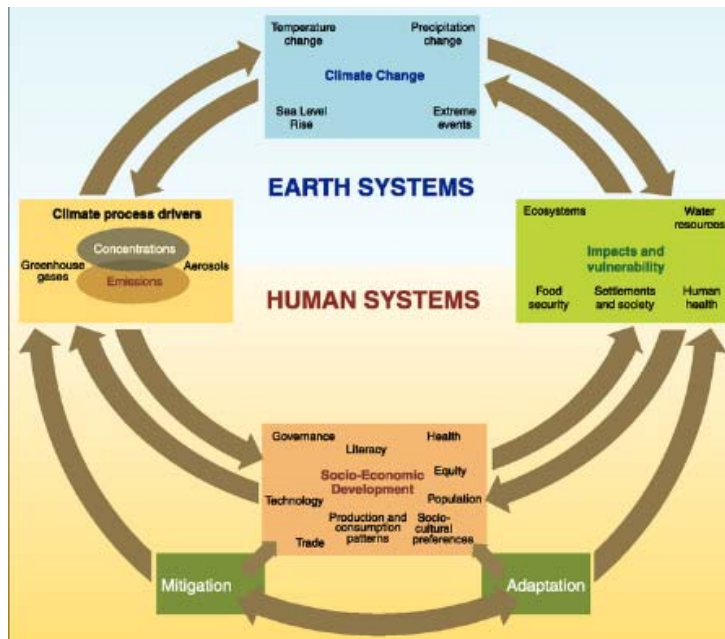 Temperature
change
Precipitation
change
Climate Change
Sea Level
Rise
Extreme
events
EARTH SYSTEMS
Climate process drivers
Concentrations
Greenhouse
gases
Aerosols
Emissions
Ecosystems
Water
resources
Impacts and
vulnerability
Food
security
Settlements
and society
Human
health
HUMAN SYSTEMS
Governance
Literacy
Health
Socio-Economic
Development
Equity
Technology
Population
Production and
consumption
patterns
Socio-
cultural
preferences
Trade
Mitigation
Adaptation